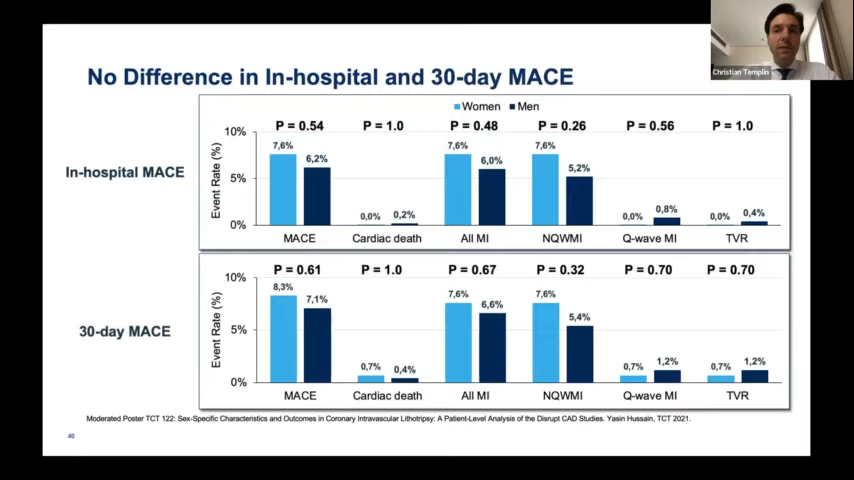 Christian Templin
No Difference in In-hospital and 30-day MACE
Women Men
P = 0.54 P = 1.0 P = 0.48 P = 0.26 P = 0.56 P = 1.0
In-hospital MACE
Event Rate (%)
10%
5%
0%
7,6% 6,2% 0,0% 0,2% 7,6% 6,0% 7,6% 5,2% 0,0% 0,8% 0,0% 0,4%
MACE Cardiac death All MI NQWMI Q-wave MI TVR
P = 0.61 P = 1.0 P = 0.67 P = 0.32 P = 0.70 P = 0.70
30-day MACE
Event Rate (%)
10%
5%
0%
8,3% 7,1% 0,7% 0,4% 7,6% 6,6% 7,6% 5,4% 0,7% 1,2% 0,7% 1,2%
MACE Cardiac death All MI NQWMI Q-wave MI TVR
Moderated Poster TCT 122: Sex-Specific Characteristics and Outcomes in Coronary Intravascular Lithotripsy: A Patient-Level Analysis of the Disrupt CAD Studies. Yasin Hussain, TCT 2021.
40